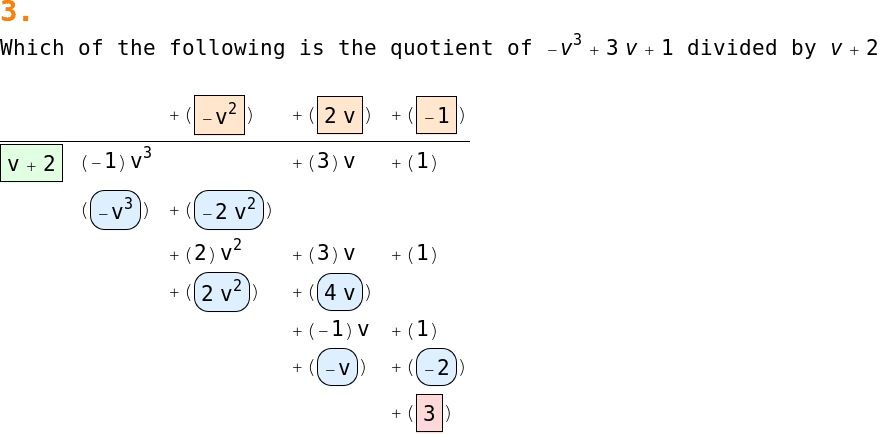 3.
Which of the following is the quotient of −v³ + 3 v + 1 divided by v + 2
+ ( −v² ) + ( 2 v ) + ( −1 )
v + 2 (−1) v³ + (3) v + (1)
( −v³ ) + ( −2 v² )
+ (2) v² + (3) v + (1)
+ ( 2 v² ) + ( 4 v )
+ (−1) v + (1)
+ ( −v ) + ( −2 )
+ ( 3 )